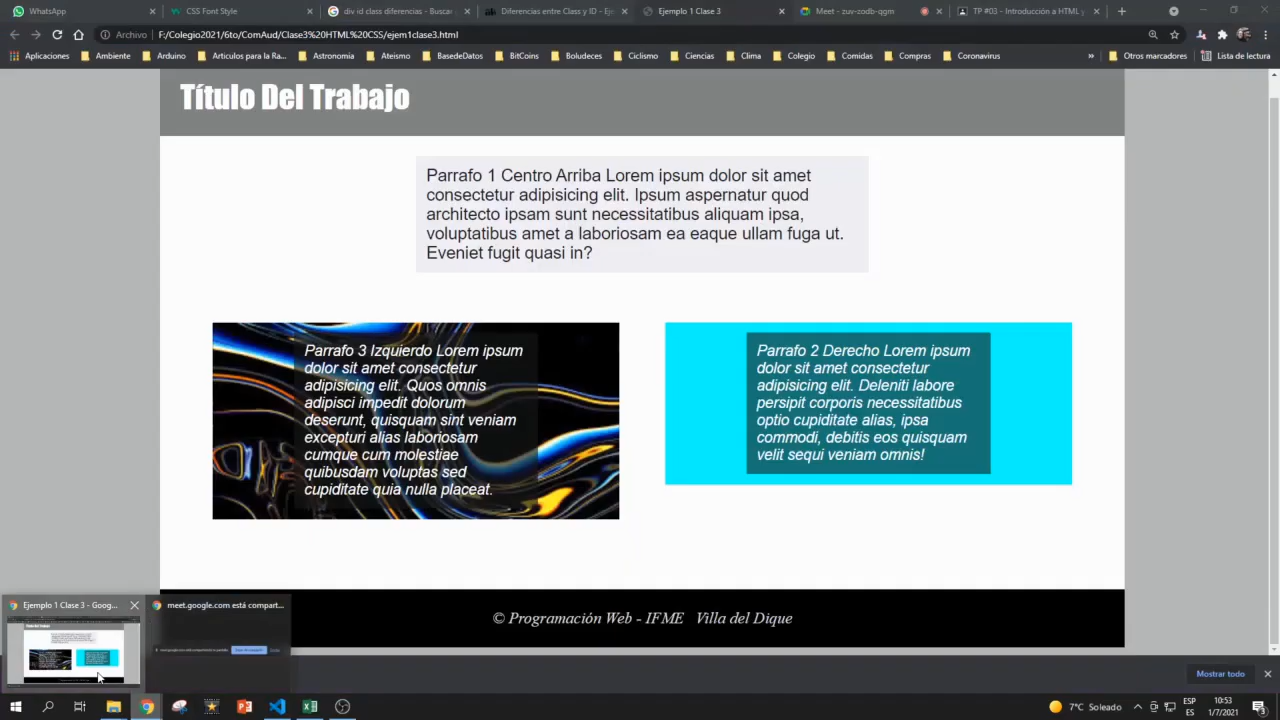 WhatsApp
CSS Font Style
div id class diferencias - Buscar
Diferencias entre Class y ID - Eje
Ejemplo 1 Clase 3
Meet - zuv-zodb-qgm
TP #03 - Introducción a HTML y
Archivo
F:/Colegio2021/6to/ComAud/Clase3%20HTML%20CSS/ejem1clase3.html
Aplicaciones
Ambiente
Arduino
Articulos para la Ra...
Astronomía
Ateismo
BasedeDatos
BitCoins
Boludeces
Ciclismo
Ciencias
Clima
Colegio
Comidas
Compras
Coronavirus
»
Otros marcadores
Lista de lectura
Título Del Trabajo
Parrafo 1 Centro Arriba Lorem ipsum dolor sit amet
consectetur adipisicing elit. Ipsum aspernatur quod
architecto ipsam sunt necessitatibus aliquam ipsa,
voluptatibus amet a laboriosam ea eaque ullam fuga ut.
Eveniet fugit quasi in?
Parrafo 3 Izquierdo Lorem ipsum
dolor sit amet consectetur
adipisicing elit. Quos omnis
adipisci impedit dolorum
deserunt, quisquam sint veniam
excepturi alias laboriosam
cumque cum molestiae
quibusdam voluptas sed
cupiditate quia nulla placeat.
Parrafo 2 Derecho Lorem ipsum
dolor sit amet consectetur
adipisicing elit. Deleniti labore
persipit corporis necessitatibus
optio cupiditate alias, ipsa
commodi, debitis eos quisquam
velit sequi veniam omnis!
© Programación Web - IFME Villa del Dique
Ejemplo 1 Clase 3 - Goog...
meet.google.com está compart...
Mostrar todo
7°C Soleado
ESP
ES
10:53
1/7/2021
3